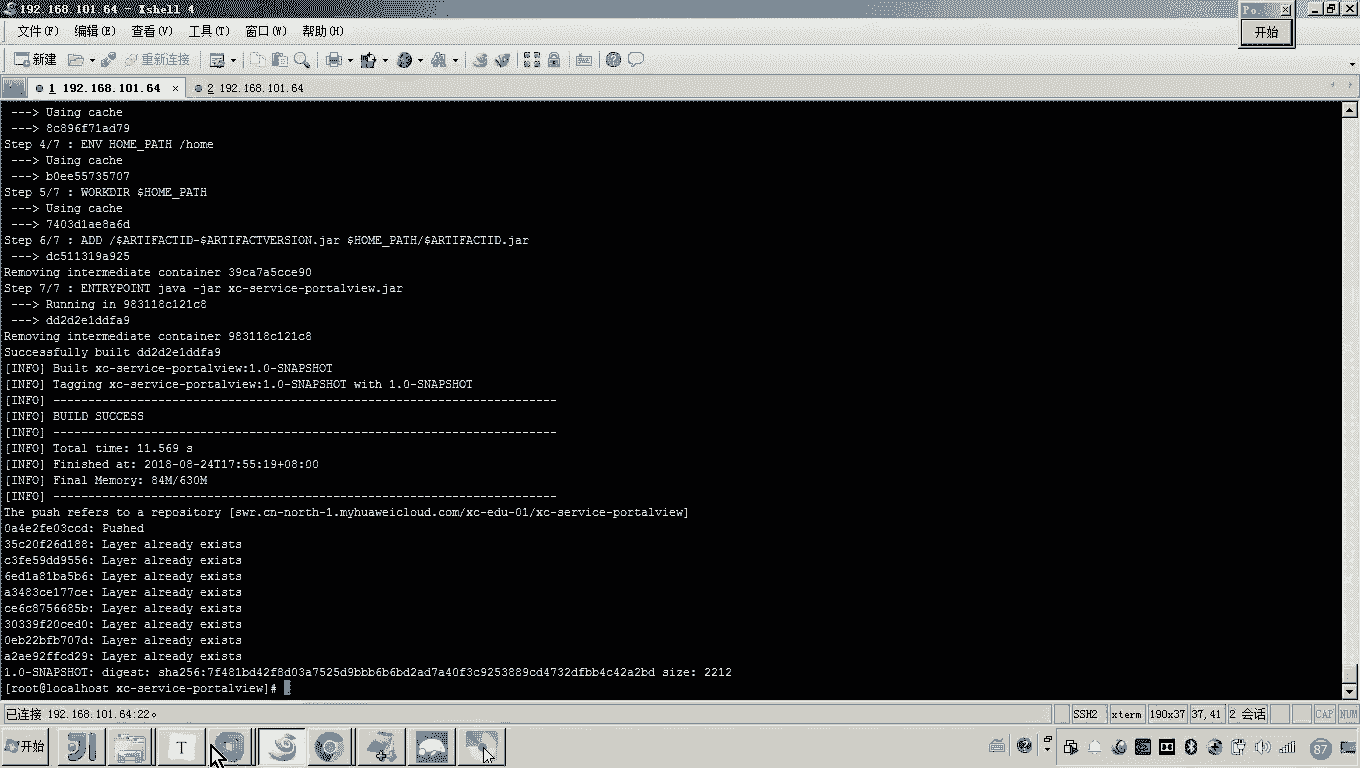 192.168.101.64 - Xshell 4
Po.
文件(F) 编辑(E) 查看(V) 工具(T) 窗口(W) 帮助(H)
开始
新建 重新连接
1 192.168.101.64 × 2 192.168.101.64
---> Using cache
---> 8c896f71ad79
Step 4/7 : ENV HOME_PATH /home
---> Using cache
---> b0ee55735707
Step 5/7 : WORKDIR $HOME_PATH
---> Using cache
---> 7403d1ae8a6d
Step 6/7 : ADD /$ARTIFACTID-$ARTIFACTVERSION.jar $HOME_PATH/$ARTIFACTID.jar
---> dc511319a925
Removing intermediate container 39ca7a5cce90
Step 7/7 : ENTRYPOINT java -jar xc-service-portalview.jar
---> Running in 983118c121c8
---> dd2d2e1ddfa9
Removing intermediate container 983118c121c8
Successfully built dd2d2e1ddfa9
[INFO] Built xc-service-portalview:1.0-SNAPSHOT
[INFO] Tagging xc-service-portalview:1.0-SNAPSHOT with 1.0-SNAPSHOT
[INFO] ------------------------------------------------------------------------
[INFO] BUILD SUCCESS
[INFO] ------------------------------------------------------------------------
[INFO] Total time: 11.569 s
[INFO] Finished at: 2018-08-24T17:55:19+08:00
[INFO] Final Memory: 84M/630M
[INFO] ------------------------------------------------------------------------
The push refers to a repository [swr.cn-north-1.myhuaweicloud.com/xc-edu-01/xc-service-portalview]
0a4e2fe03ccd: Pushed
35c20f26d188: Layer already exists
c3fe59dd9556: Layer already exists
6ed1a81ba5b6: Layer already exists
a3483ce177ce: Layer already exists
ce6c8756685b: Layer already exists
30339f20ced0: Layer already exists
0eb22bfb707d: Layer already exists
a2ae92ffcd29: Layer already exists
1.0-SNAPSHOT: digest: sha256:7f481bd42f8d03a7525d9bbb6b6bd2ad7a40f3c9253889cd4732dfbb4c42a2bd size: 2212
[root@localhost xc-service-portalview]#
已连接 192.168.101.64:22。 SSH2 xterm 190x37 37,41 2 会话 CAP NUM
开始 T 87